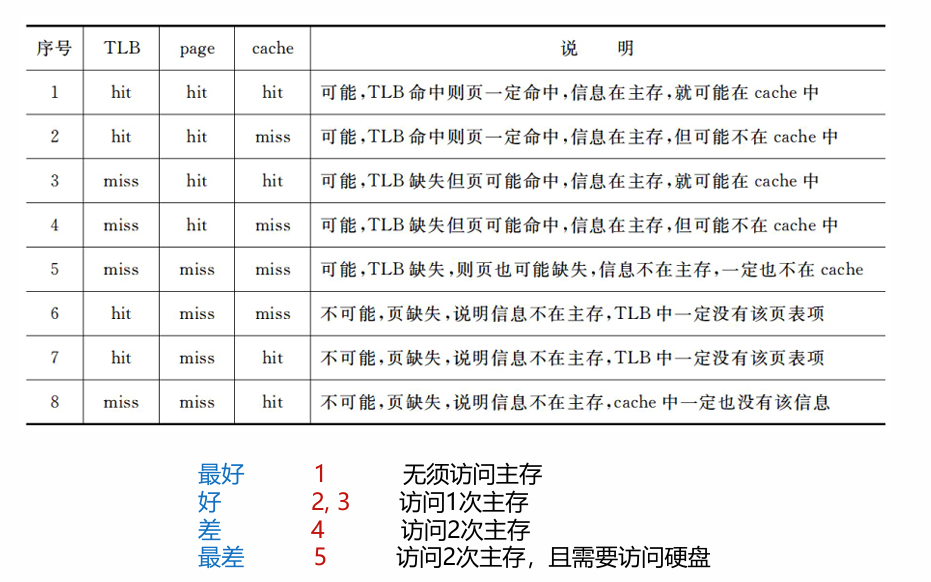 序号 TLB page cache 说 明
1 hit hit hit 可能,TLB 命中则页一定命中,信息在主存,就可能在 cache 中
2 hit hit miss 可能,TLB 命中则页一定命中,信息在主存,但可能不在 cache 中
3 miss hit hit 可能,TLB 缺失但页可能命中,信息在主存,就可能在 cache 中
4 miss hit miss 可能,TLB 缺失但页可能命中,信息在主存,但可能不在 cache 中
5 miss miss miss 可能,TLB 缺失,则页也可能缺失,信息不在主存,一定也不在 cache
6 hit miss miss 不可能,页缺失,说明信息不在主存,TLB 中一定没有该页表项
7 hit miss hit 不可能,页缺失,说明信息不在主存,TLB 中一定没有该页表项
8 miss miss hit 不可能,页缺失,说明信息不在主存,cache 中一定也没有该信息
最好 1 无须访问主存
好 2, 3 访问1次主存
差 4 访问2次主存
最差 5 访问2次主存，且需要访问硬盘